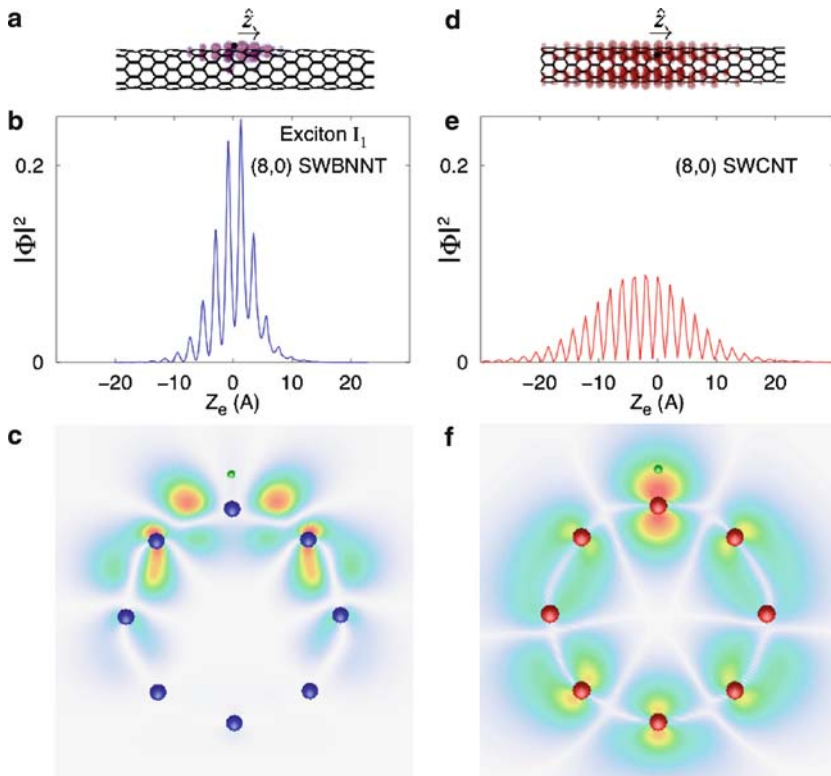 a
ẑ
b
0.2
Exciton I₁
(8,0) SWBNNT
|Φ|²
0
−20 −10 0 10 20
Zₑ (A)
c
d
ẑ
e
0.2
(8,0) SWCNT
|Φ|²
0
−20 −10 0 10 20
Zₑ (A)
f